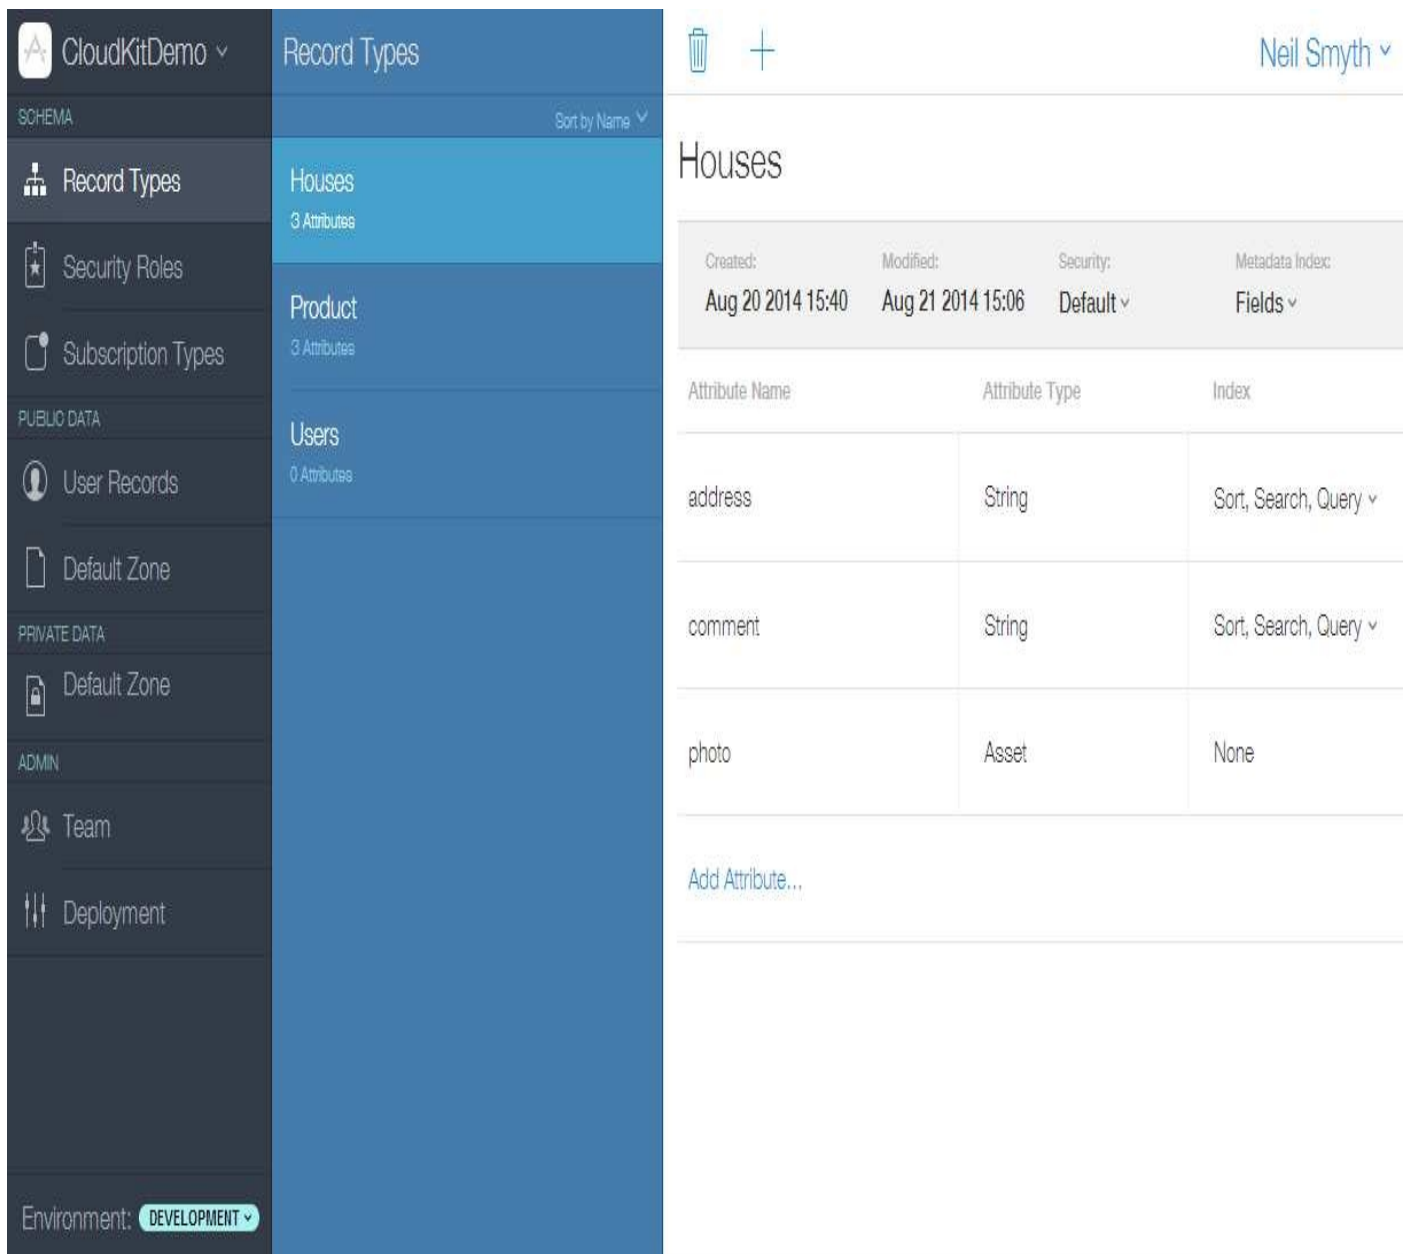 CloudKitDemo
SCHEMA
Record Types
Security Roles
Subscription Types
PUBLIC DATA
User Records
Default Zone
PRIVATE DATA
Default Zone
ADMIN
Team
Deployment
Environment: DEVELOPMENT
Record Types
Sort by Name
Houses
3 Attributes
Product
3 Attributes
Users
0 Attributes
Neil Smyth
Houses
Created: Modified: Security: Metadata Index:
Aug 20 2014 15:40 Aug 21 2014 15:06 Default Fields
Attribute Name Attribute Type Index
address String Sort, Search, Query
comment String Sort, Search, Query
photo Asset None
Add Attribute...